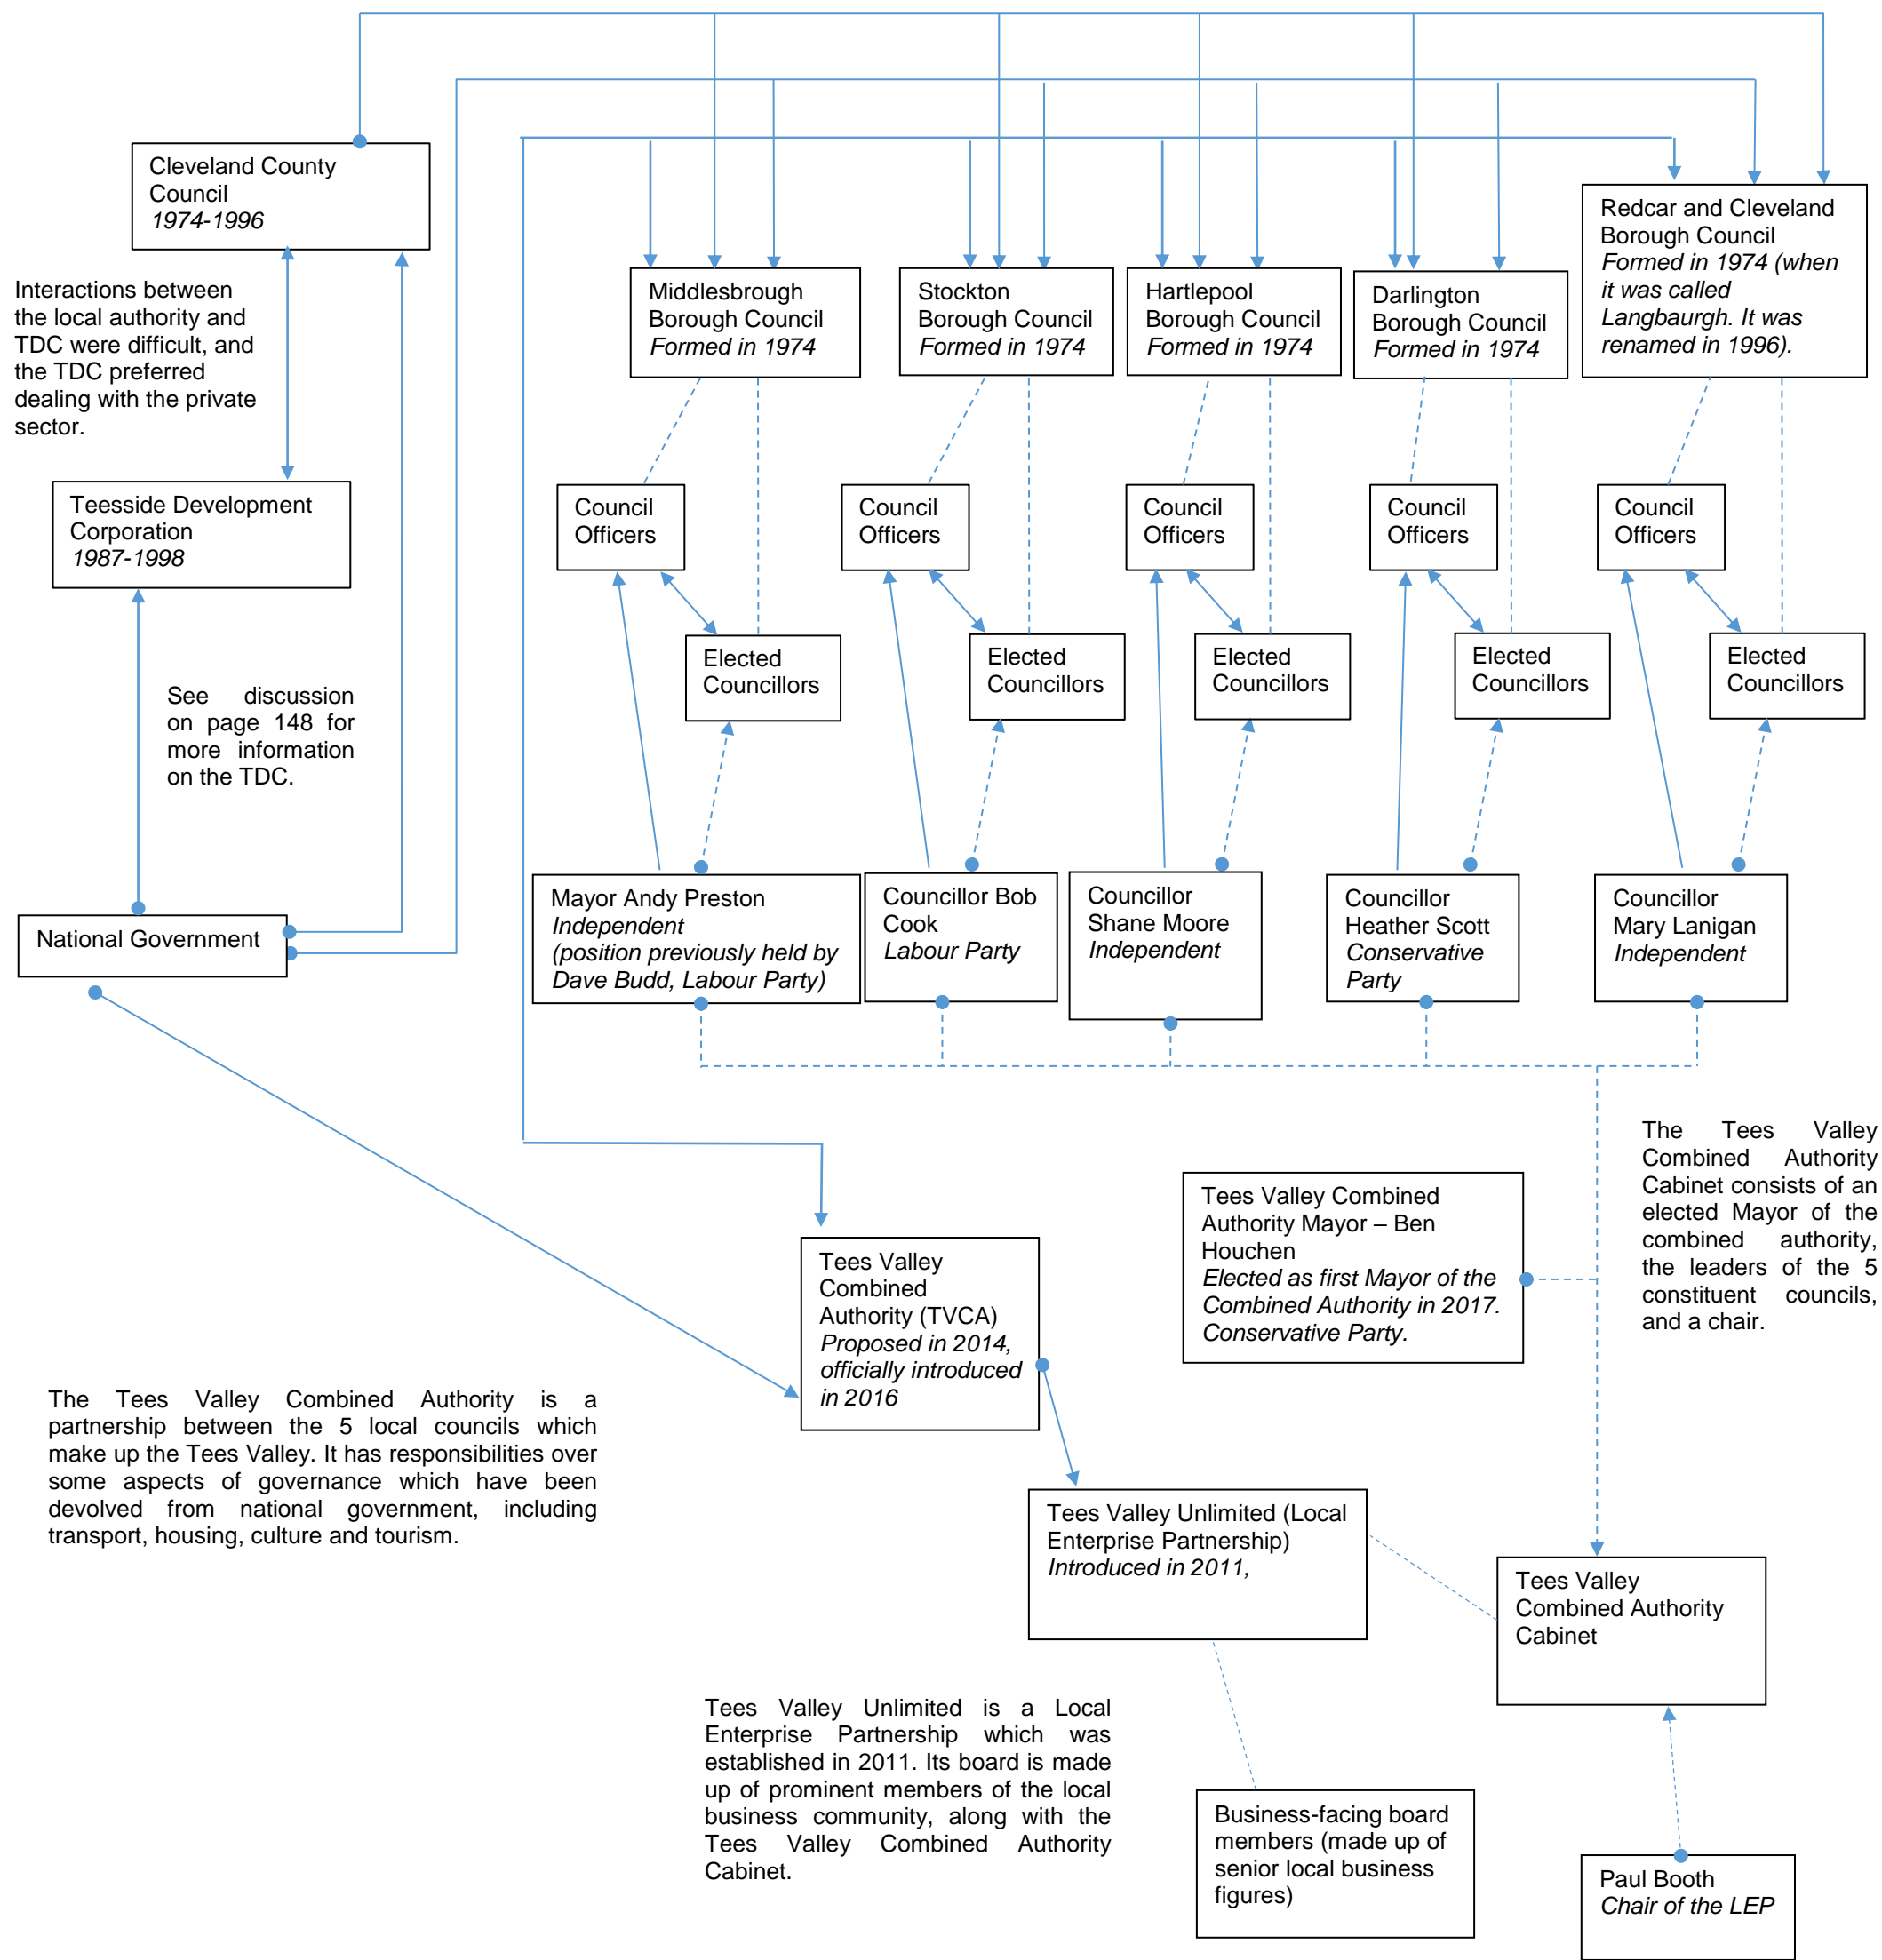 Cleveland County
Council
1974-1996
Interactions between
the local authority and
TDC were difficult, and
the TDC preferred
dealing with the private
sector.
Teesside Development
Corporation
1987-1998
See discussion
on page 148 for
more information
on the TDC.
National Government
Middlesbrough
Borough Council
Formed in 1974
Stockton
Borough Council
Formed in 1974
Hartlepool
Borough Council
Formed in 1974
Darlington
Borough Council
Formed in 1974
Redcar and Cleveland
Borough Council
Formed in 1974 (when
it was called
Langbaurgh. It was
renamed in 1996).
Council
Officers
Council
Officers
Council
Officers
Council
Officers
Council
Officers
Elected
Councillors
Elected
Councillors
Elected
Councillors
Elected
Councillors
Elected
Councillors
Mayor Andy Preston
Independent
(position previously held by
Dave Budd, Labour Party)
Councillor Bob
Cook
Labour Party
Councillor
Shane Moore
Independent
Councillor
Heather Scott
Conservative
Party
Councillor
Mary Lanigan
Independent
The Tees Valley
Combined Authority
Cabinet consists of an
elected Mayor of the
combined authority,
the leaders of the 5
constituent councils,
and a chair.
Tees Valley Combined
Authority Mayor – Ben
Houchen
Elected as first Mayor of the
Combined Authority in 2017.
Conservative Party.
Tees Valley
Combined
Authority (TVCA)
Proposed in 2014,
officially introduced
in 2016
The Tees Valley Combined Authority is a
partnership between the 5 local councils which
make up the Tees Valley. It has responsibilities over
some aspects of governance which have been
devolved from national government, including
transport, housing, culture and tourism.
Tees Valley Unlimited (Local
Enterprise Partnership)
Introduced in 2011,
Tees Valley
Combined Authority
Cabinet
Tees Valley Unlimited is a Local
Enterprise Partnership which was
established in 2011. Its board is made
up of prominent members of the local
business community, along with the
Tees Valley Combined Authority
Cabinet.
Business-facing board
members (made up of
senior local business
figures)
Paul Booth
Chair of the LEP